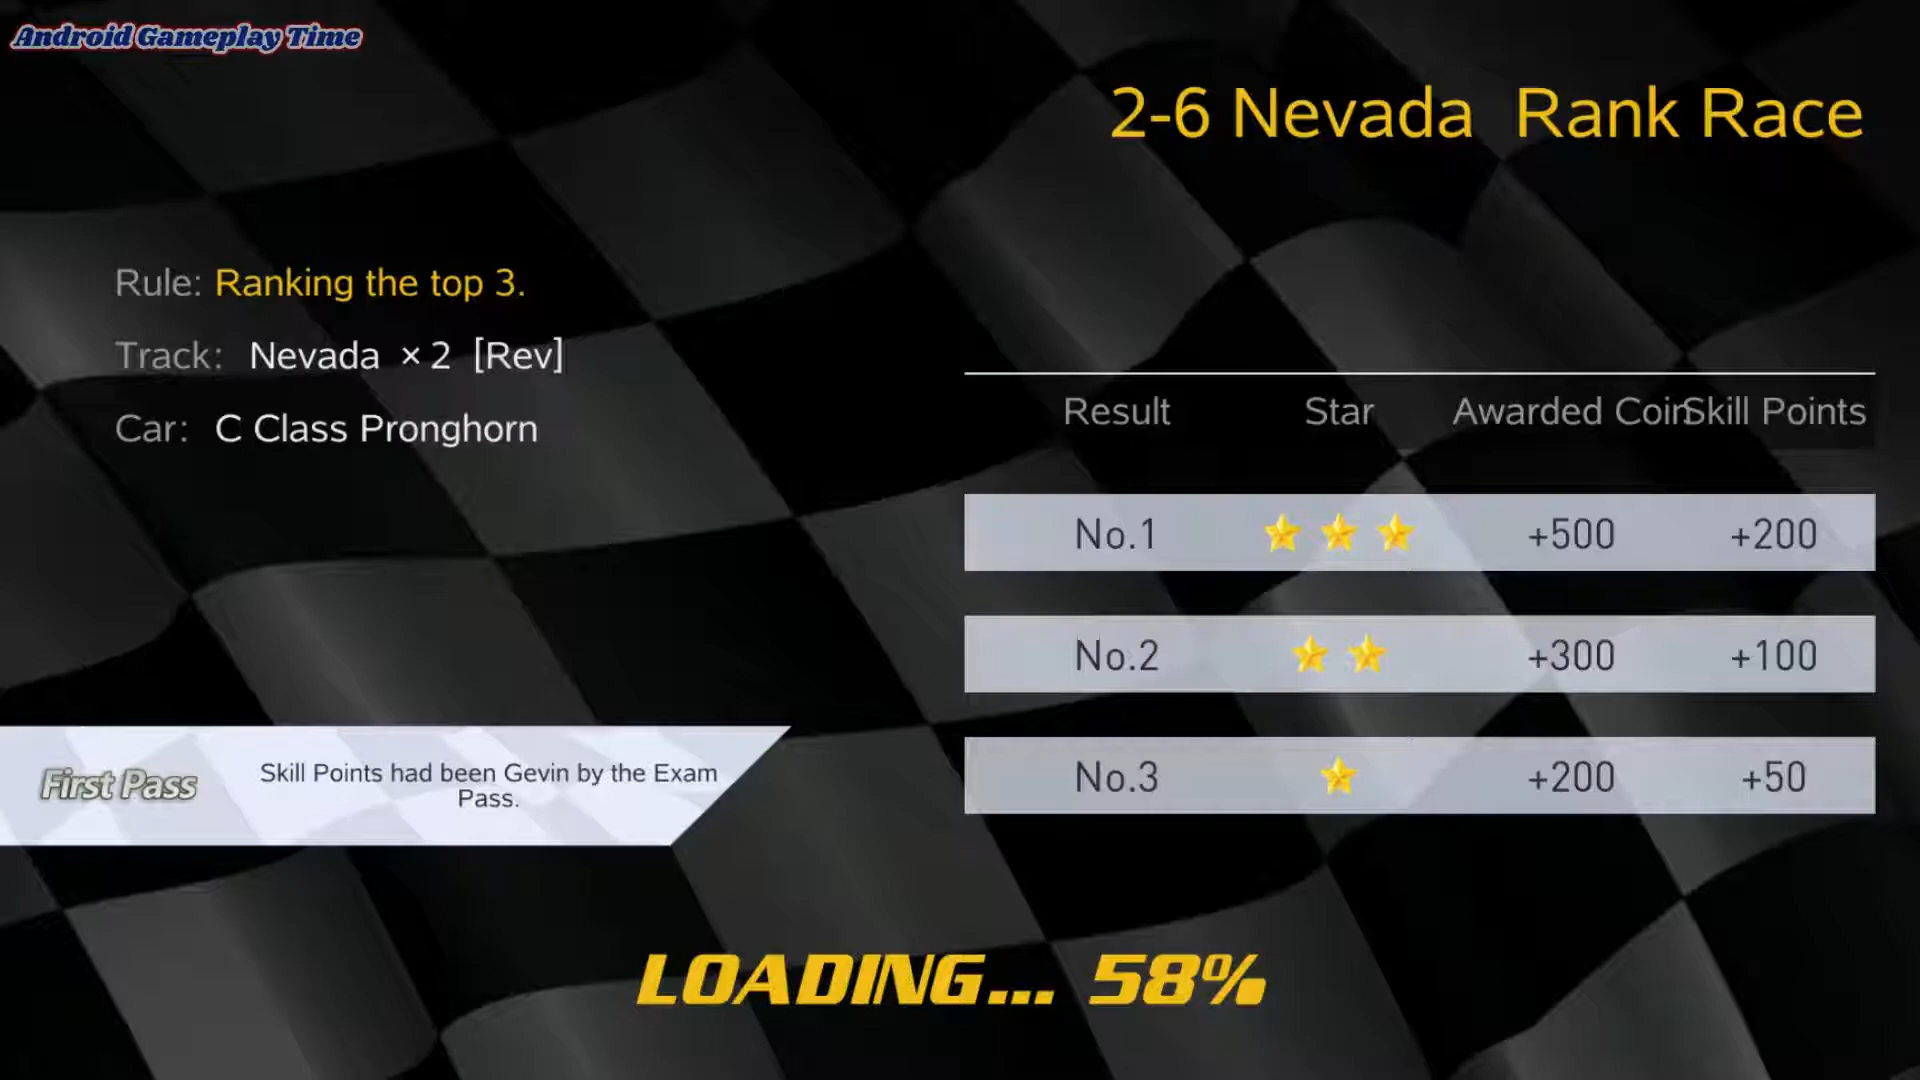 Android Gameplay Time
2-6 Nevada Rank Race
Rule: Ranking the top 3.
Track: Nevada × 2 [Rev]
Car: C Class Pronghorn
Result Star Awarded Coin Skill Points
No.1 +500 +200
No.2 +300 +100
No.3 +200 +50
First Pass
Skill Points had been Gevin by the Exam
Pass.
LOADING... 58%